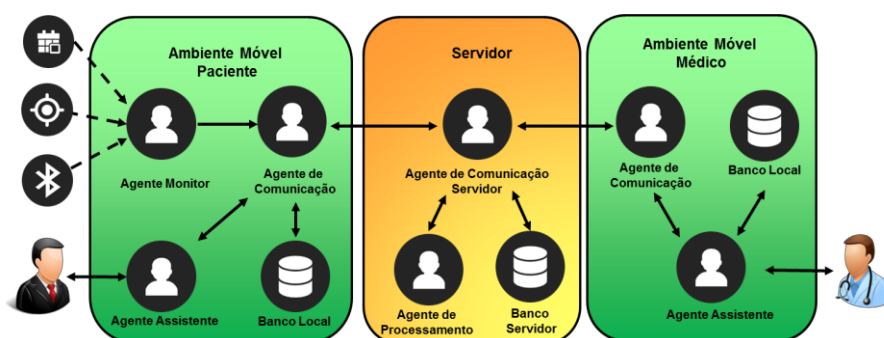 Ambiente Móvel
Paciente
Agente Monitor
Agente de
Comunicação
Agente Assistente
Banco Local
Servidor
Agente de Comunicação
Servidor
Agente de
Processamento
Banco
Servidor
Ambiente Móvel
Médico
Agente de
Comunicação
Banco Local
Agente Assistente